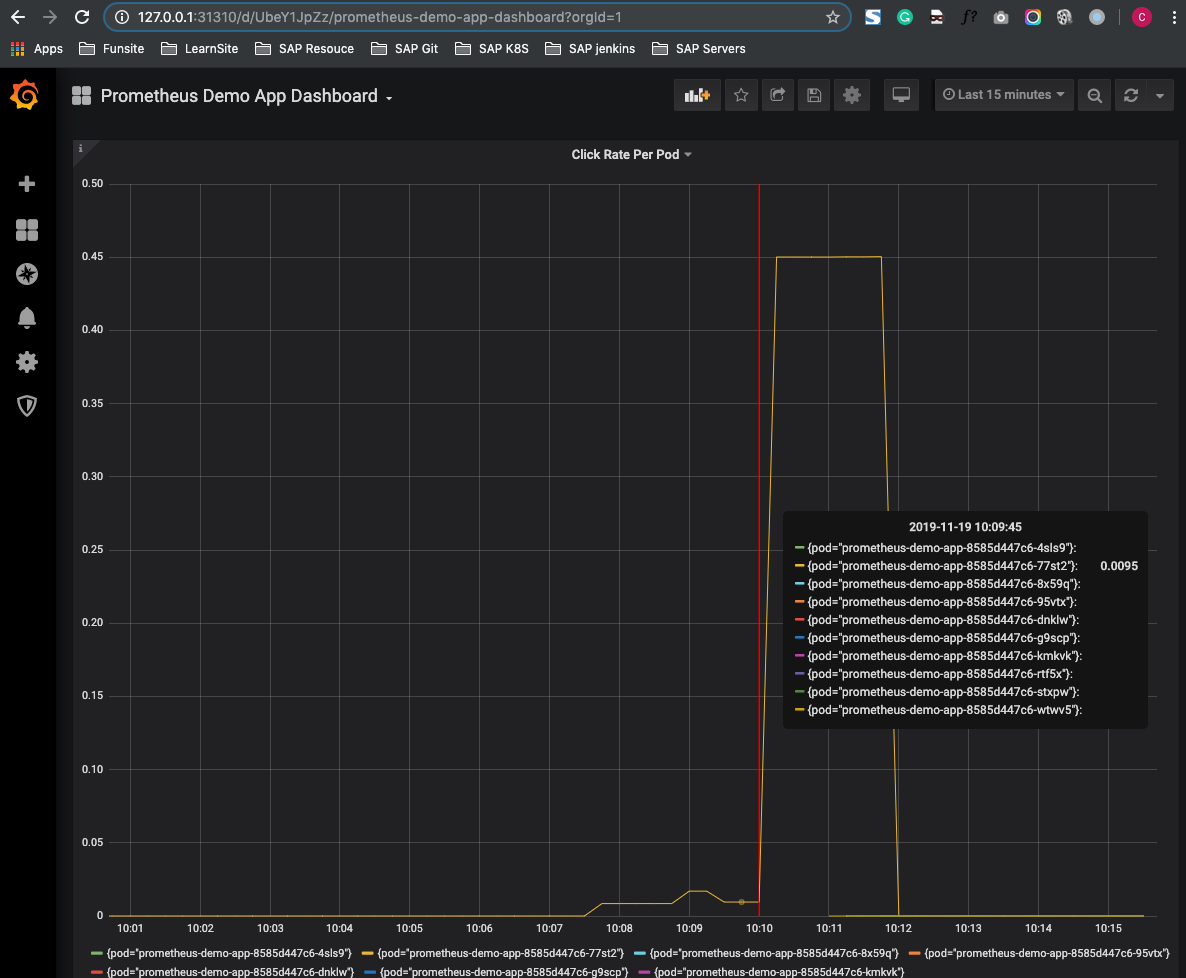 127.0.0.1:31310/d/UbeY1JpZz/prometheus-demo-app-dashboard?orgId=1
f?
C
Apps Funsite LearnSite SAP Resouce SAP Git SAP K8S SAP jenkins SAP Servers
Prometheus Demo App Dashboard
Last 15 minutes
i
Click Rate Per Pod
0.50
0.45
0.40
0.35
0.30
0.25
0.20
0.15
0.10
0.05
0
2019-11-19 10:09:45
{pod="prometheus-demo-app-8585d447c6-4sls9"}:
{pod="prometheus-demo-app-8585d447c6-77st2"}: 0.0095
{pod="prometheus-demo-app-8585d447c6-8x59q"}:
{pod="prometheus-demo-app-8585d447c6-95vtx"}:
{pod="prometheus-demo-app-8585d447c6-dnklw"}:
{pod="prometheus-demo-app-8585d447c6-g9scp"}:
{pod="prometheus-demo-app-8585d447c6-kmkvk"}:
{pod="prometheus-demo-app-8585d447c6-rtf5x"}:
{pod="prometheus-demo-app-8585d447c6-stxpw"}:
{pod="prometheus-demo-app-8585d447c6-wtwv5"}:
10:01 10:02 10:03 10:04 10:05 10:06 10:07 10:08 10:09 10:10 10:11 10:12 10:13 10:14 10:15
{pod="prometheus-demo-app-8585d447c6-4sls9"} {pod="prometheus-demo-app-8585d447c6-77st2"} {pod="prometheus-demo-app-8585d447c6-8x59q"} {pod="prometheus-demo-app-8585d447c6-95vtx"}
{pod="prometheus-demo-app-8585d447c6-dnklw"} {pod="prometheus-demo-app-8585d447c6-g9scp"} {pod="prometheus-demo-app-8585d447c6-kmkvk"}